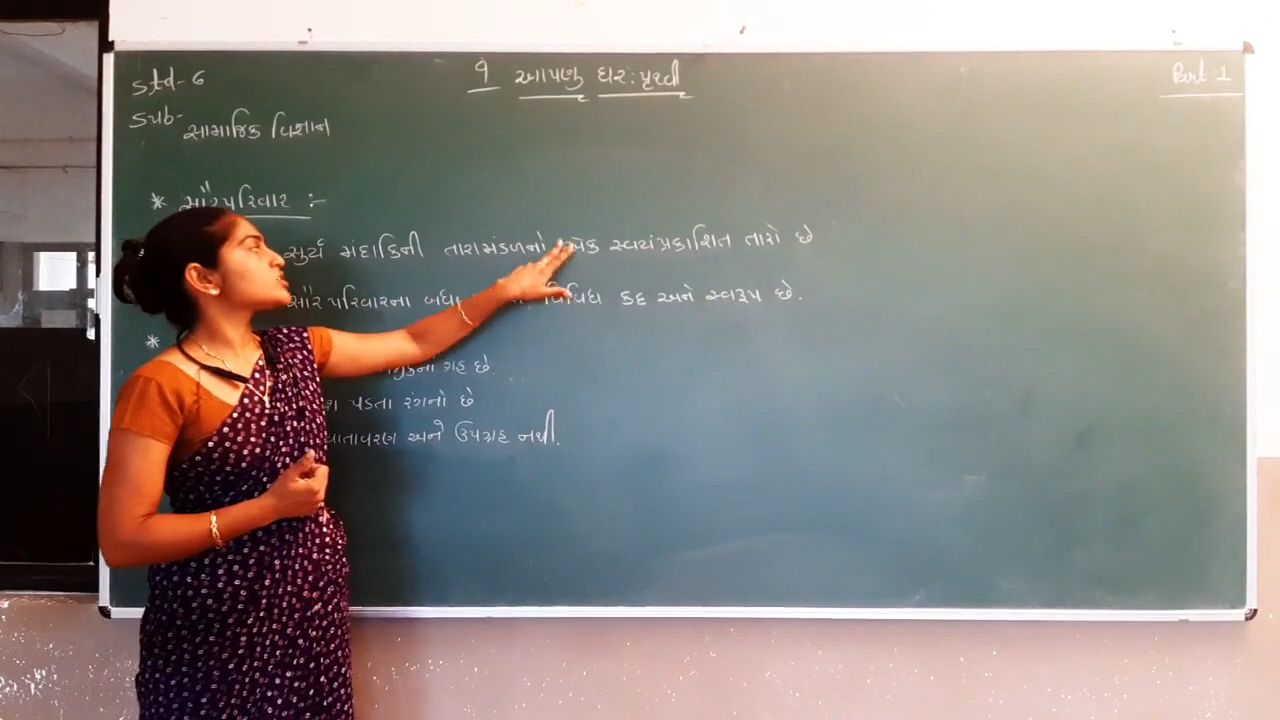 Std- 6
૧ આપણું ઘર : પૃથ્વી
Part-1
Sub- સામાજિક વિજ્ઞાન
* સૌરપરિવાર :-
સુર્ય મંદાકિની તારામંડળનો એક સ્વયંપ્રકાશિત તારો છે
સૌર પરિવારના બધા વિવિધ કદ અને સ્વરૂપ છે.
*
ગ્રહ છે
પડતા રંગનો છે
વાતાવરણ અને ઉપગ્રહ નથી.